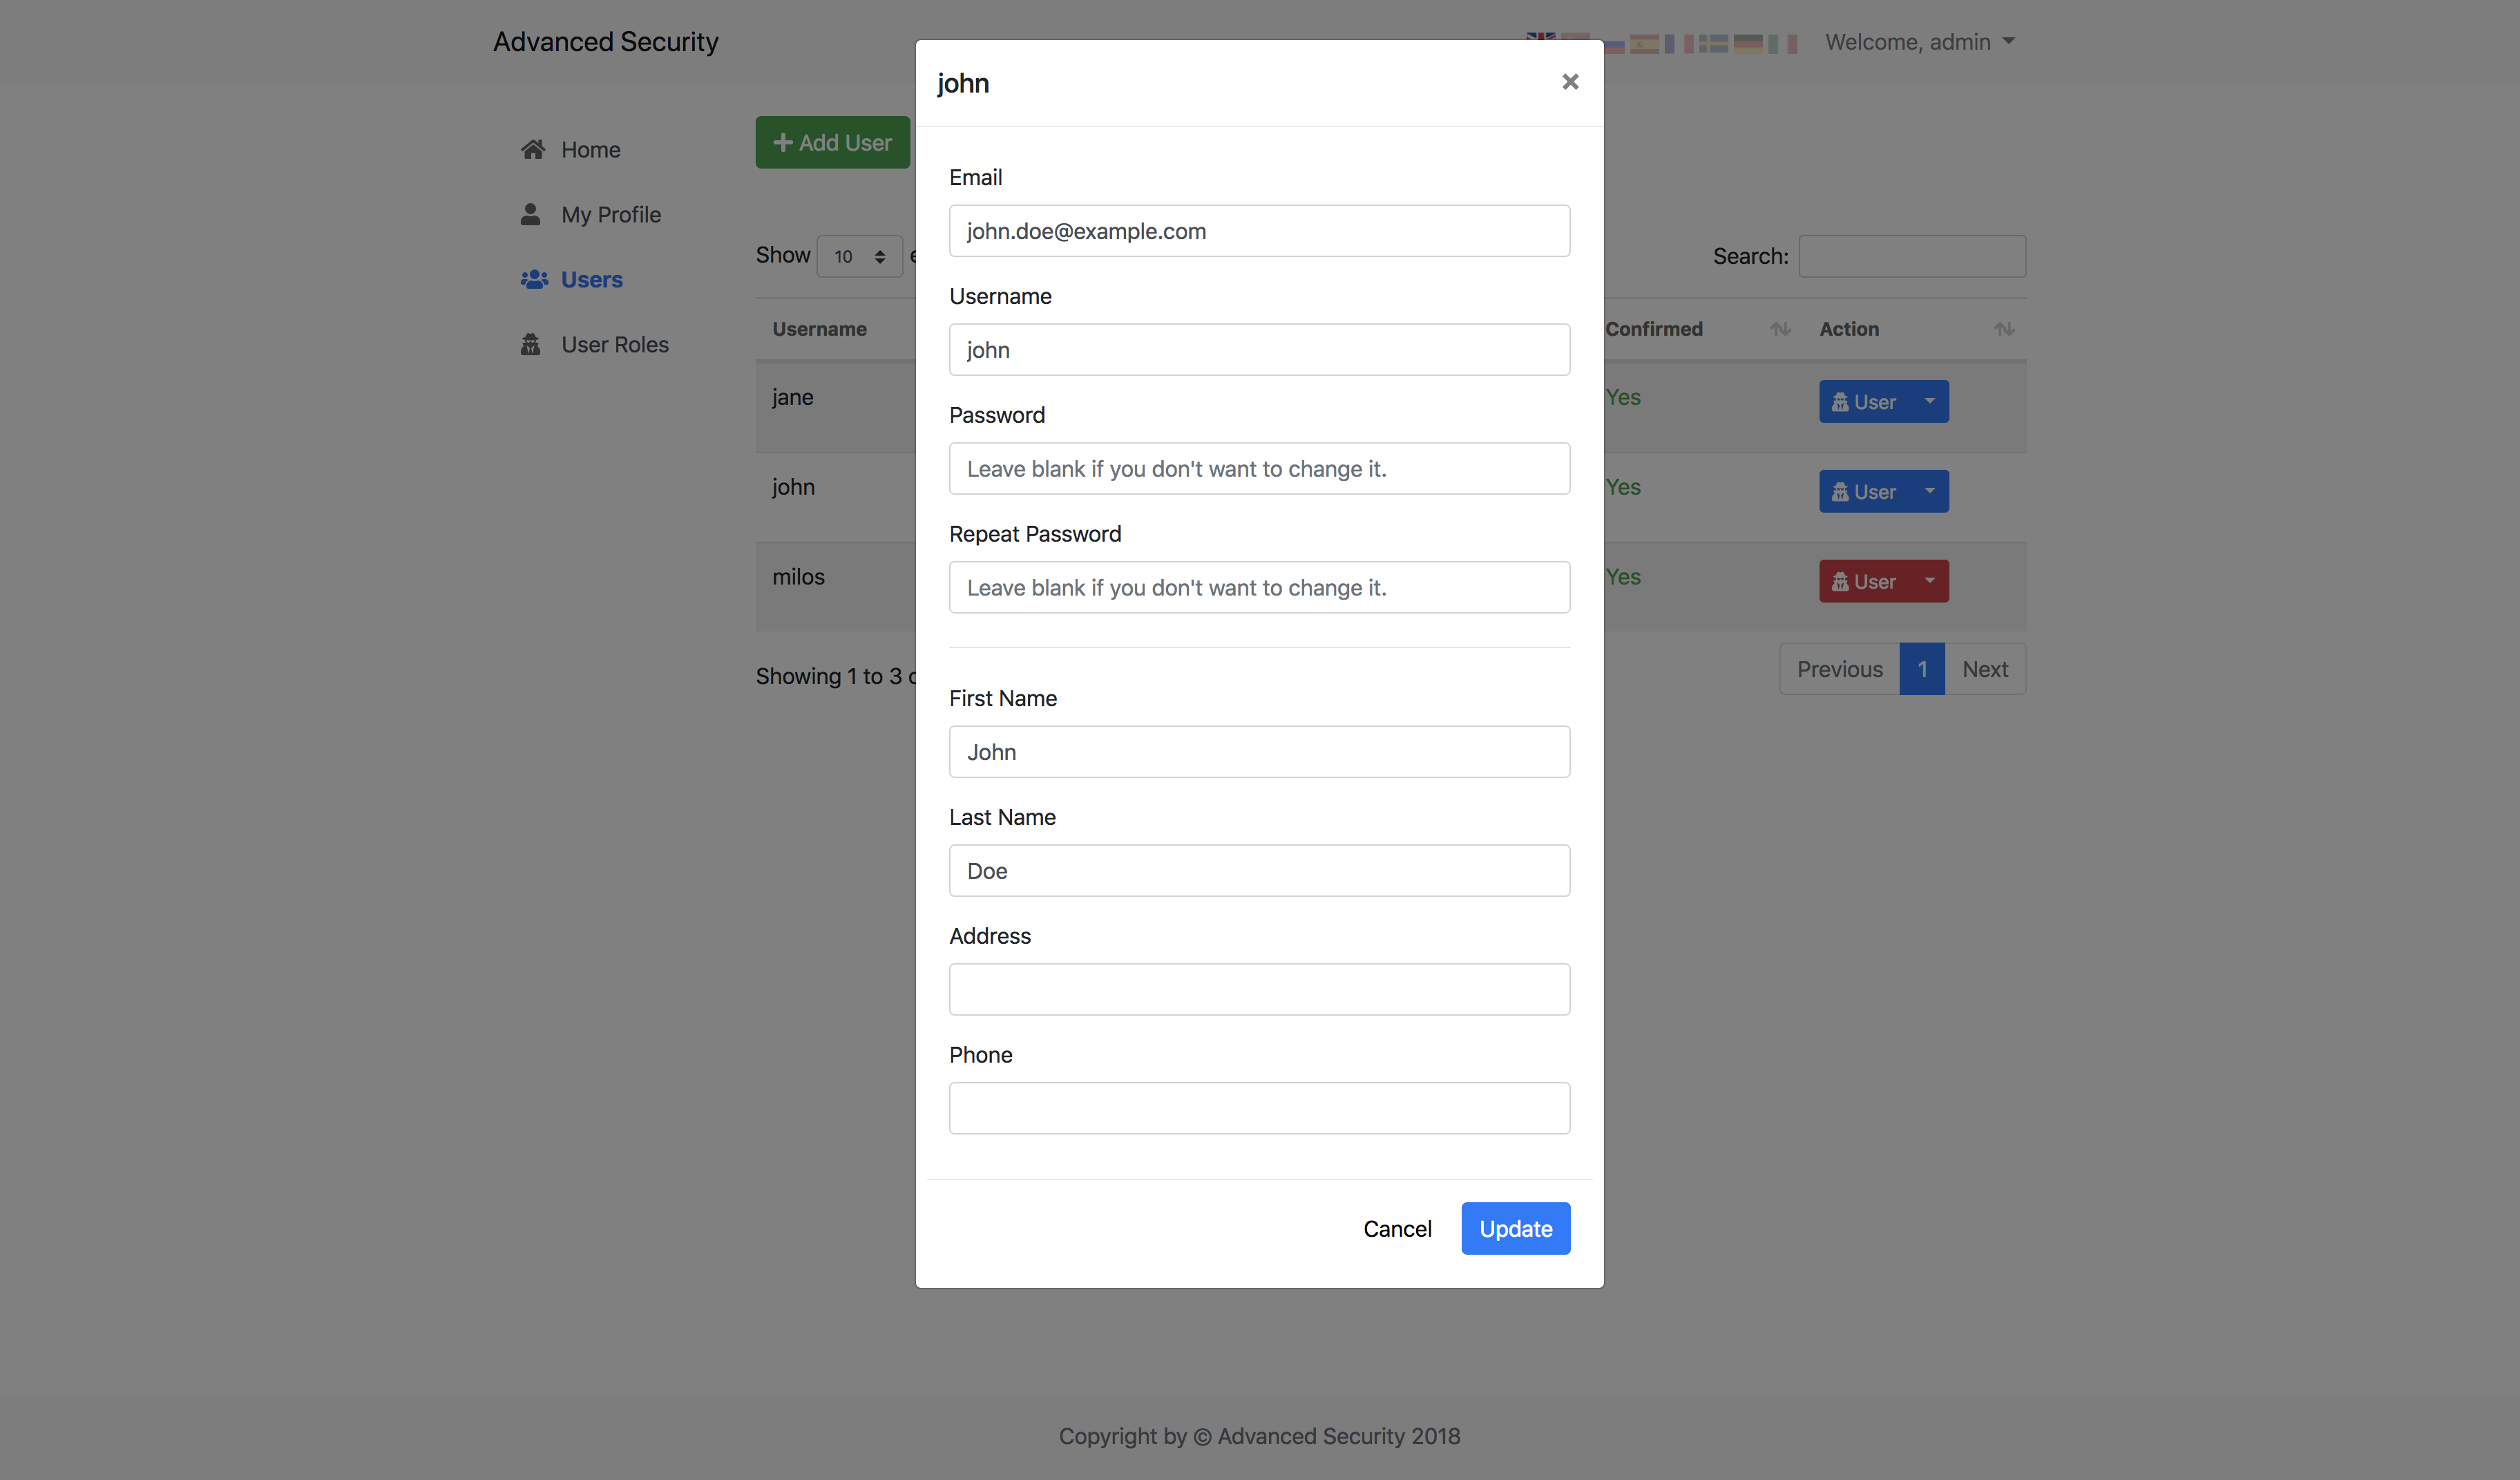 Advanced Security
Welcome, admin
Home
My Profile
Users
User Roles
Add User
Show 10
Search:
Username
Confirmed
Action
jane
Yes
User
john
Yes
User
milos
Yes
User
Showing 1 to 3
Previous 1 Next
john
×
Email
john.doe@example.com
Username
john
Password
Leave blank if you don't want to change it.
Repeat Password
Leave blank if you don't want to change it.
First Name
John
Last Name
Doe
Address
Phone
Cancel
Update
Copyright by © Advanced Security 2018